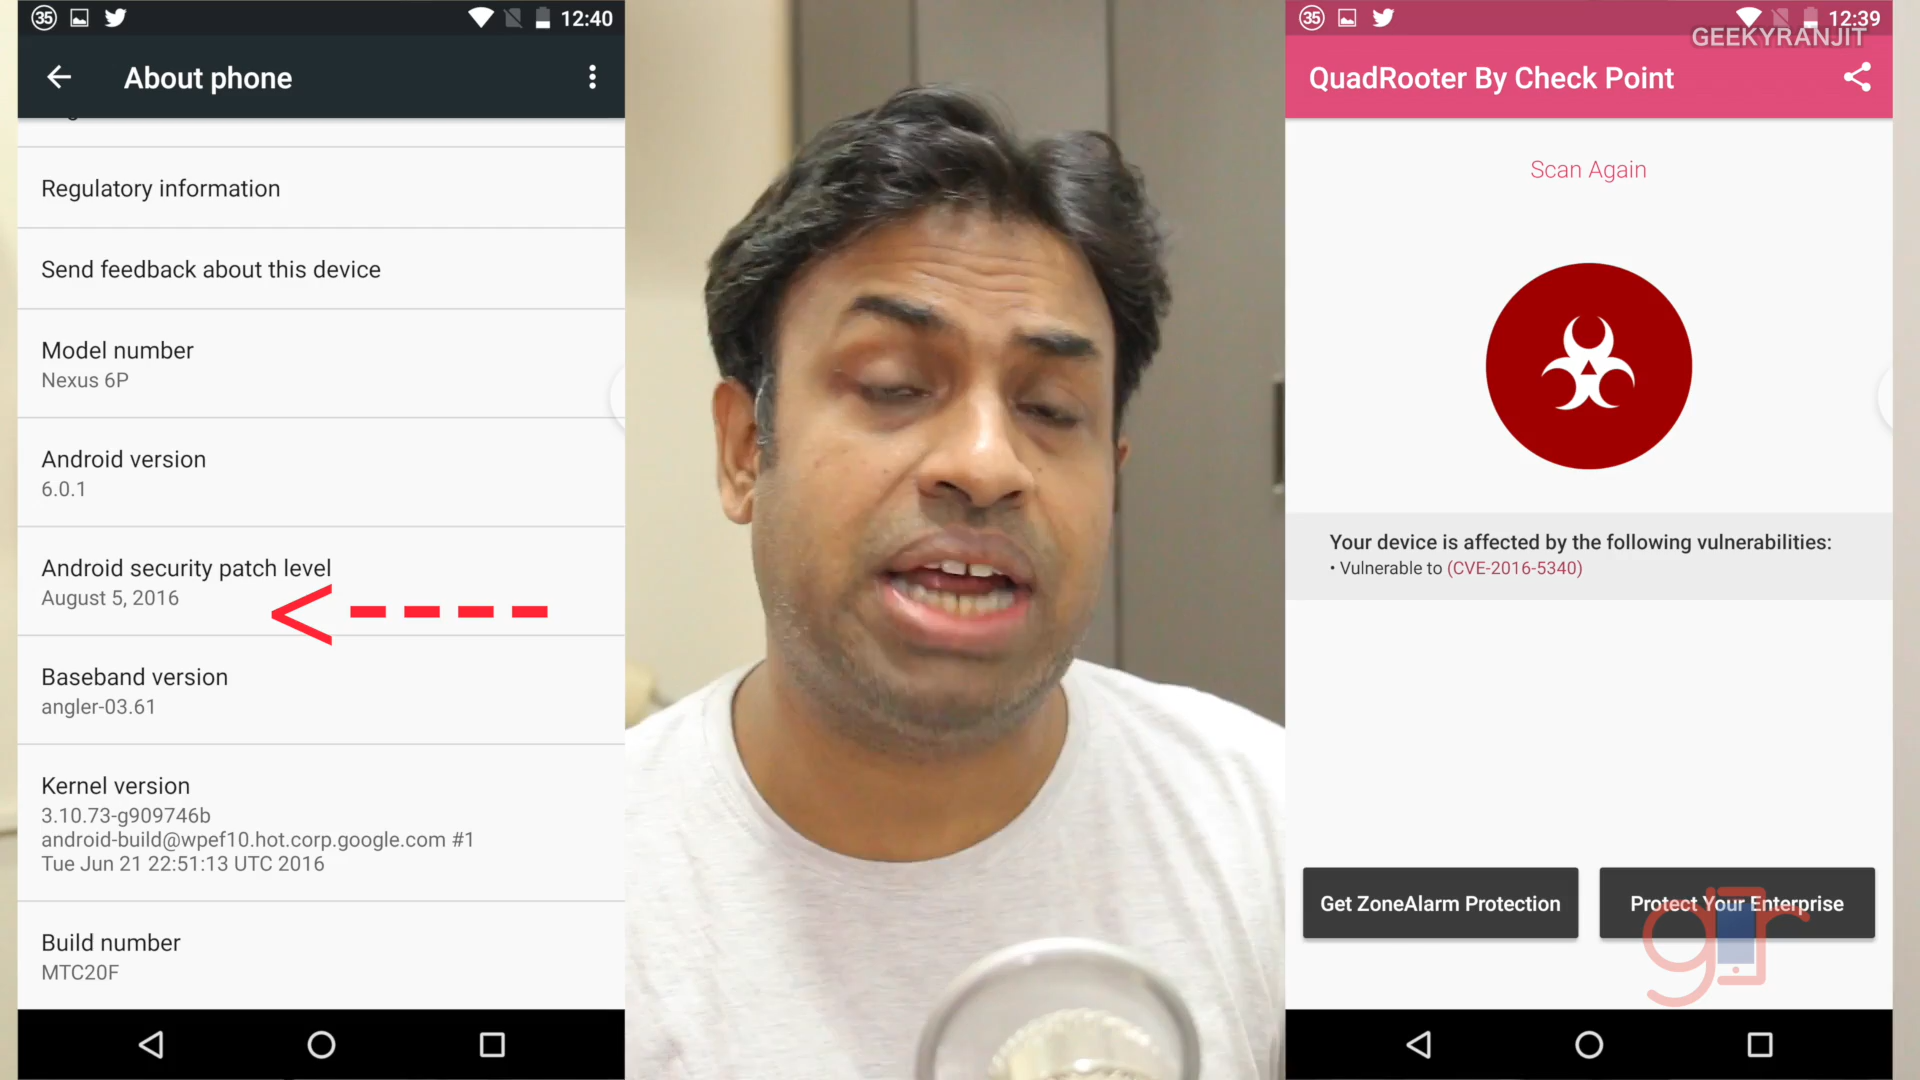 35
12:40
About phone
Regulatory information
Send feedback about this device
Model number
Nexus 6P
Android version
6.0.1
Android security patch level
August 5, 2016
Baseband version
angler-03.61
Kernel version
3.10.73-g909746b
android-build@wpef10.hot.corp.google.com #1
Tue Jun 21 22:51:13 UTC 2016
Build number
MTC20F
35
12:39
GEEKYRANJIT
QuadRooter By Check Point
Scan Again
Your device is affected by the following vulnerabilities:
• Vulnerable to (CVE-2016-5340)
Get ZoneAlarm Protection
Protect Your Enterprise
gr